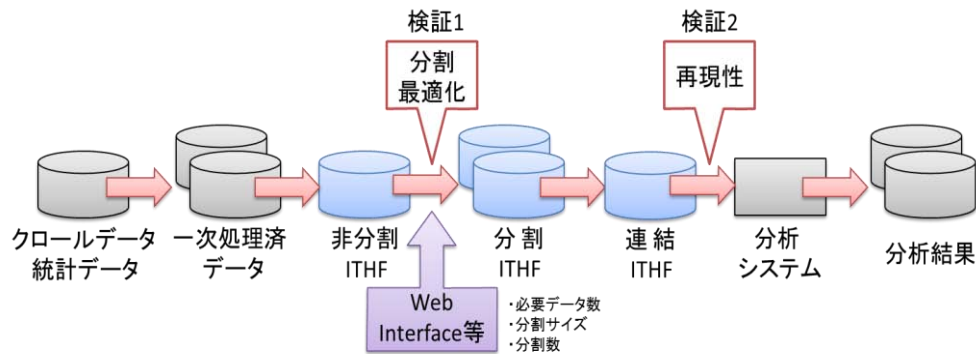 検証1
検証2
分割
最適化
再現性
クロールデータ
統計データ
一次処理済
データ
非分割
ITHF
分 割
ITHF
連 結
ITHF
分析
システム
分析結果
Web
Interface等
・必要データ数
・分割サイズ
・分割数